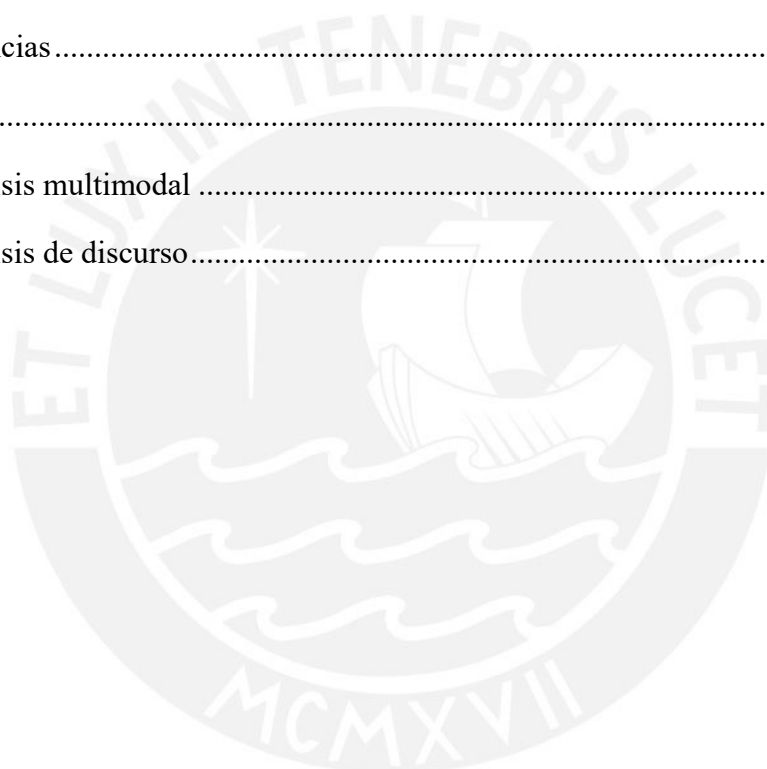 cias........................................................................................
................................................................................................
sis multimodal ......................................................................
sis de discurso.......................................................................
ET LUX IN TENEBRIS LUCET
MCMXVII